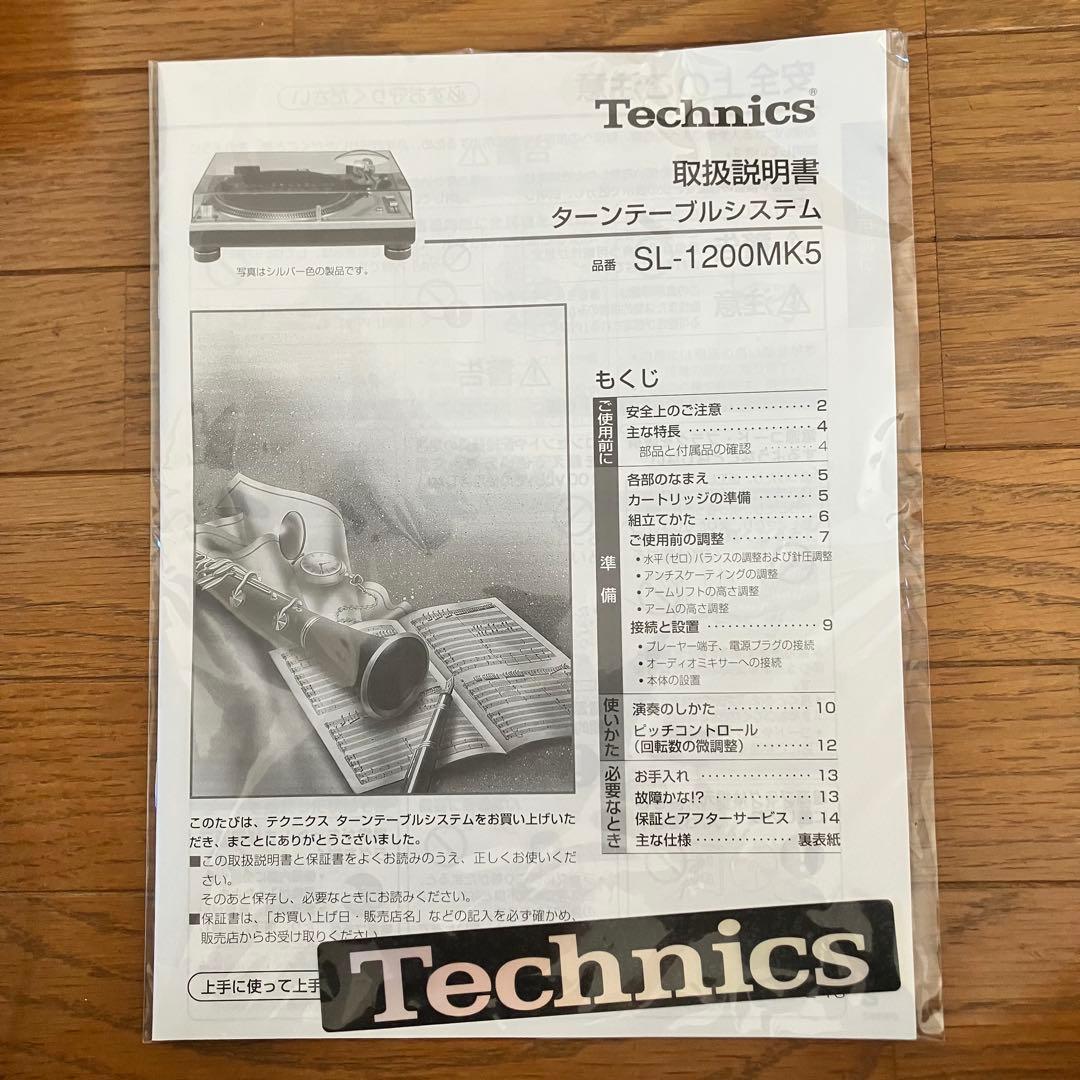 Technics®
取扱説明書
ターンテーブルシステム
品番 SL-1200MK5
写真はシルバー色の製品です。
もくじ
ご使用前に
安全上のご注意 ············ 2
主な特長 ················· 4
部品と付属品の確認 ········ 4
準備
各部のなまえ ·············· 5
カートリッジの準備 ········ 5
組立てかた ················ 6
ご使用前の調整 ············ 7
•水平(ゼロ)バランスの調整および針圧調整
•アンチスケーティングの調整
•アームリフトの高さ調整
•アームの高さ調整
接続と設置 ················ 9
•プレーヤー端子、電源プラグの接続
•オーディオミキサーへの接続
•本体の設置
使いかた
演奏のしかた ············ 10
ピッチコントロール
(回転数の微調整) ········ 12
必要なとき
お手入れ ················ 13
故障かな!? ·············· 13
保証とアフターサービス ·· 14
主な仕様 ·············· 裏表紙
このたびは、テクニクス ターンテーブルシステムをお買い上げいた
だき、まことにありがとうございました。
■この取扱説明書と保証書をよくお読みのうえ、正しくお使いくだ
さい。
そのあと保存し、必要なときにお読みください。
■保証書は、「お買い上げ日・販売店名」などの記入を必ず確かめ、
販売店からお受け取りください
上手に使って上手
Technics